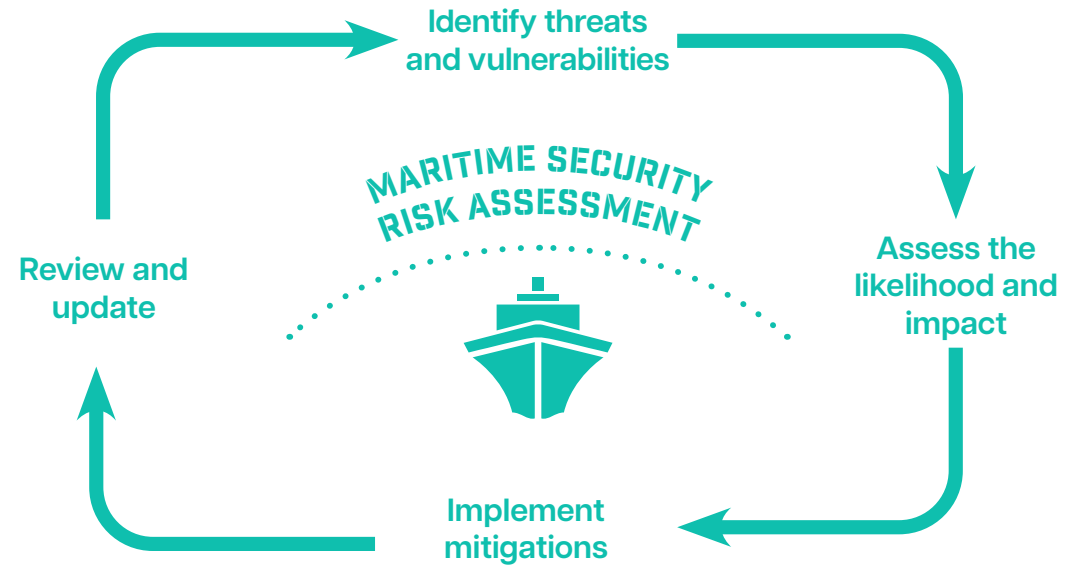 Identify threats
and vulnerabilities
MARITIME SECURITY
RISK ASSESSMENT
Assess the
likelihood and
impact
Review and
update
Implement
mitigations